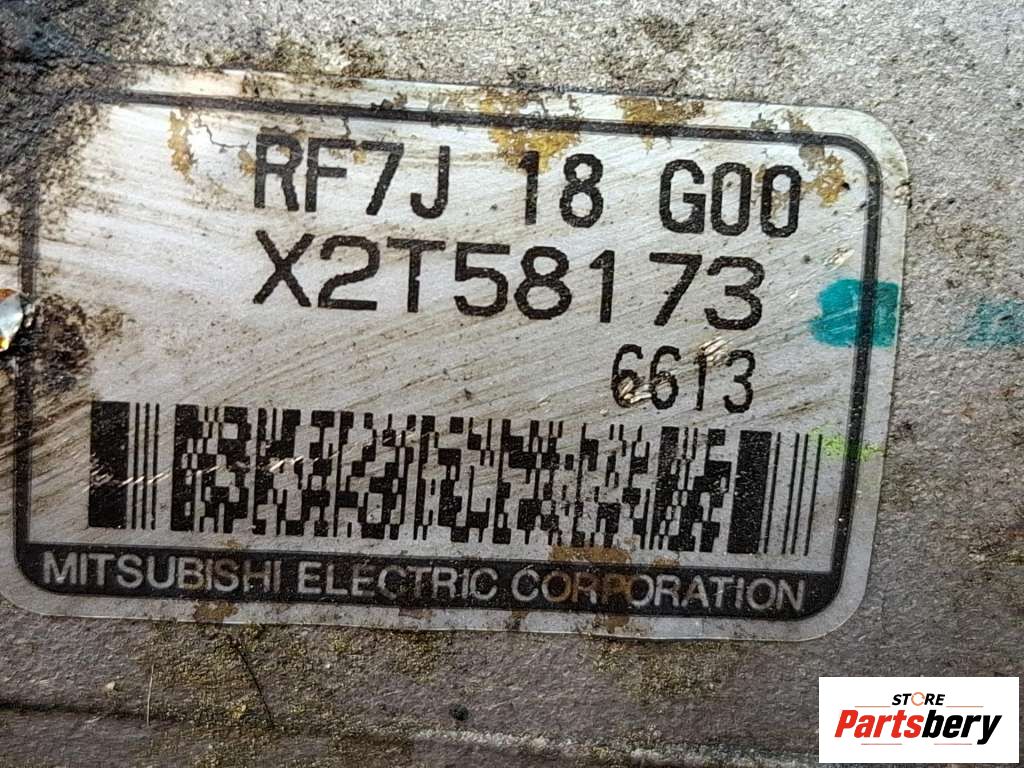 RF7J 18 G00
X2T58173
6613
MITSUBISHI ELECTRIC CORPORATION
STORE
Partsbery